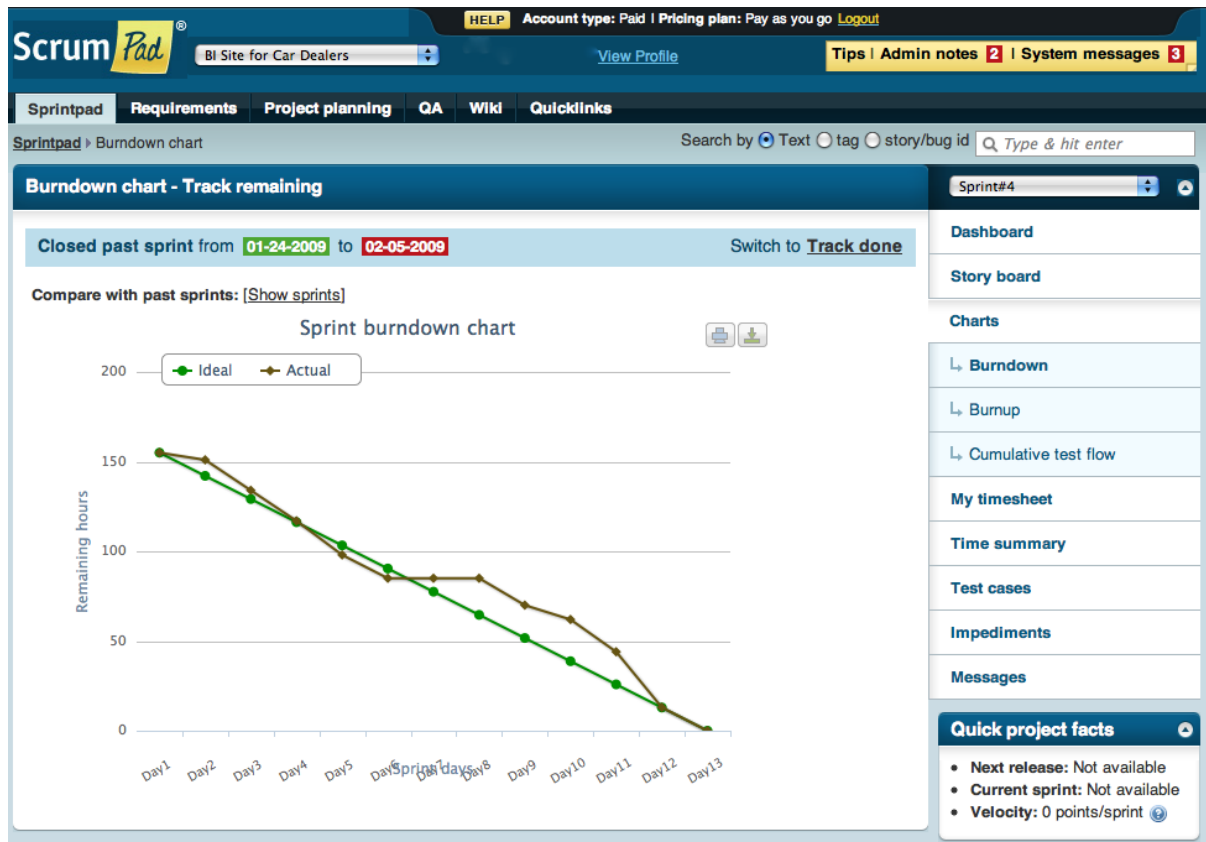 HELP Account type: Paid | Pricing plan: Pay as you go Logout
Scrum Pad ®
BI Site for Car Dealers
View Profile
Tips | Admin notes 2 | System messages 3
Sprintpad Requirements Project planning QA Wiki Quicklinks
Sprintpad Burndown chart
Search by Text tag story/bug id Type & hit enter
Burndown chart - Track remaining
Closed past sprint from 01-24-2009 to 02-05-2009 Switch to Track done
Compare with past sprints: [Show sprints]
Sprint burndown chart
Ideal Actual
200
150
100
50
0
Remaining hours
Day1 Day2 Day3 Day4 Day5 Day6 Day7 Day8 Day9 Day10 Day11 Day12 Day13
Sprint days
Sprint#4
Dashboard
Story board
Charts
Burndown
Burnup
Cumulative test flow
My timesheet
Time summary
Test cases
Impediments
Messages
Quick project facts
• Next release: Not available
• Current sprint: Not available
• Velocity: 0 points/sprint ?